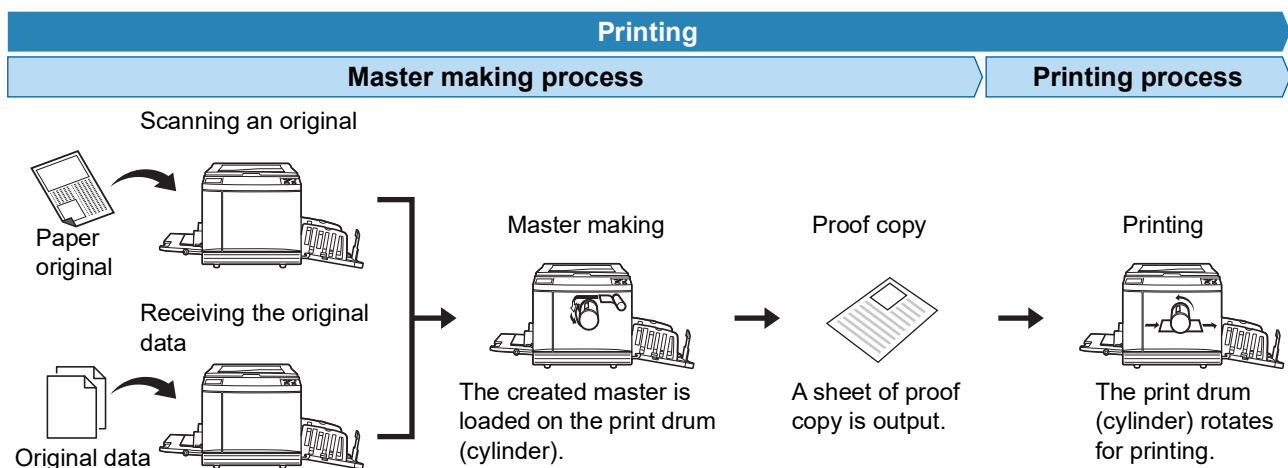 Printing
Master making process
Printing process
Scanning an original
Paper
original
Receiving the original
data
Original data
Master making
The created master is
loaded on the print drum
(cylinder).
Proof copy
A sheet of proof
copy is output.
Printing
The print drum
(cylinder) rotates
for printing.